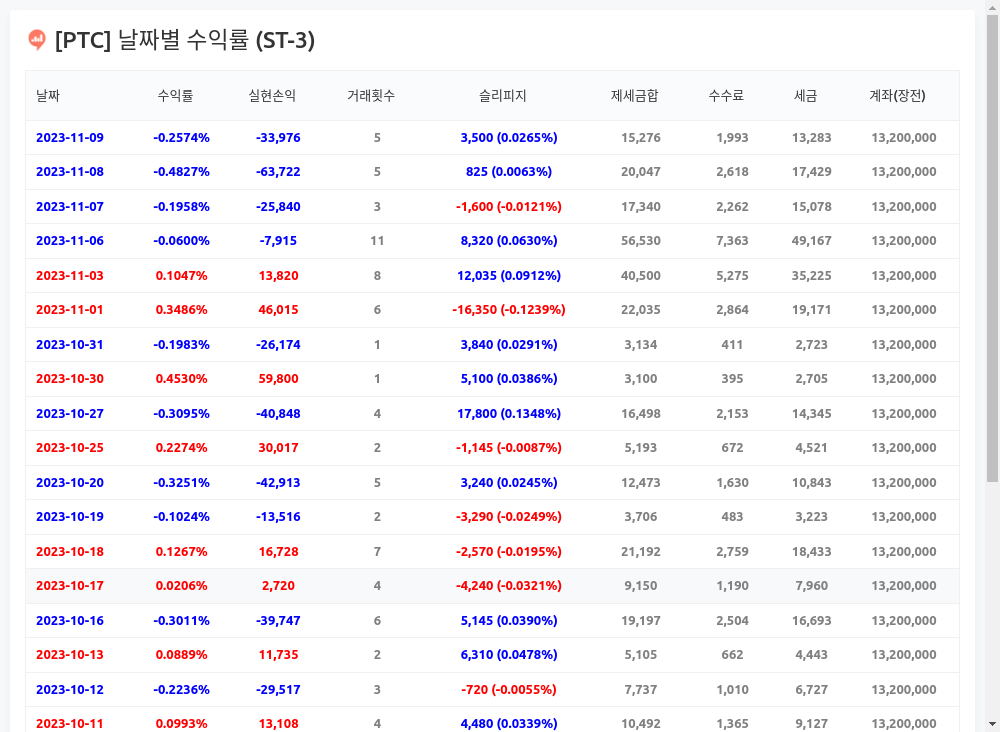 [PTC] 날짜별 수익률 (ST-3)
날짜 수익률 실현손익 거래횟수 슬리피지 제세금합 수수료 세금 계좌(장전)
2023-11-09 -0.2574% -33,976 5 3,500 (0.0265%) 15,276 1,993 13,283 13,200,000
2023-11-08 -0.4827% -63,722 5 825 (0.0063%) 20,047 2,618 17,429 13,200,000
2023-11-07 -0.1958% -25,840 3 -1,600 (-0.0121%) 17,340 2,262 15,078 13,200,000
2023-11-06 -0.0600% -7,915 11 8,320 (0.0630%) 56,530 7,363 49,167 13,200,000
2023-11-03 0.1047% 13,820 8 12,035 (0.0912%) 40,500 5,275 35,225 13,200,000
2023-11-01 0.3486% 46,015 6 -16,350 (-0.1239%) 22,035 2,864 19,171 13,200,000
2023-10-31 -0.1983% -26,174 1 3,840 (0.0291%) 3,134 411 2,723 13,200,000
2023-10-30 0.4530% 59,800 1 5,100 (0.0386%) 3,100 395 2,705 13,200,000
2023-10-27 -0.3095% -40,848 4 17,800 (0.1348%) 16,498 2,153 14,345 13,200,000
2023-10-25 0.2274% 30,017 2 -1,145 (-0.0087%) 5,193 672 4,521 13,200,000
2023-10-20 -0.3251% -42,913 5 3,240 (0.0245%) 12,473 1,630 10,843 13,200,000
2023-10-19 -0.1024% -13,516 2 -3,290 (-0.0249%) 3,706 483 3,223 13,200,000
2023-10-18 0.1267% 16,728 7 -2,570 (-0.0195%) 21,192 2,759 18,433 13,200,000
2023-10-17 0.0206% 2,720 4 -4,240 (-0.0321%) 9,150 1,190 7,960 13,200,000
2023-10-16 -0.3011% -39,747 6 5,145 (0.0390%) 19,197 2,504 16,693 13,200,000
2023-10-13 0.0889% 11,735 2 6,310 (0.0478%) 5,105 662 4,443 13,200,000
2023-10-12 -0.2236% -29,517 3 -720 (-0.0055%) 7,737 1,010 6,727 13,200,000
2023-10-11 0.0993% 13,108 4 4,480 (0.0339%) 10,492 1,365 9,127 13,200,000